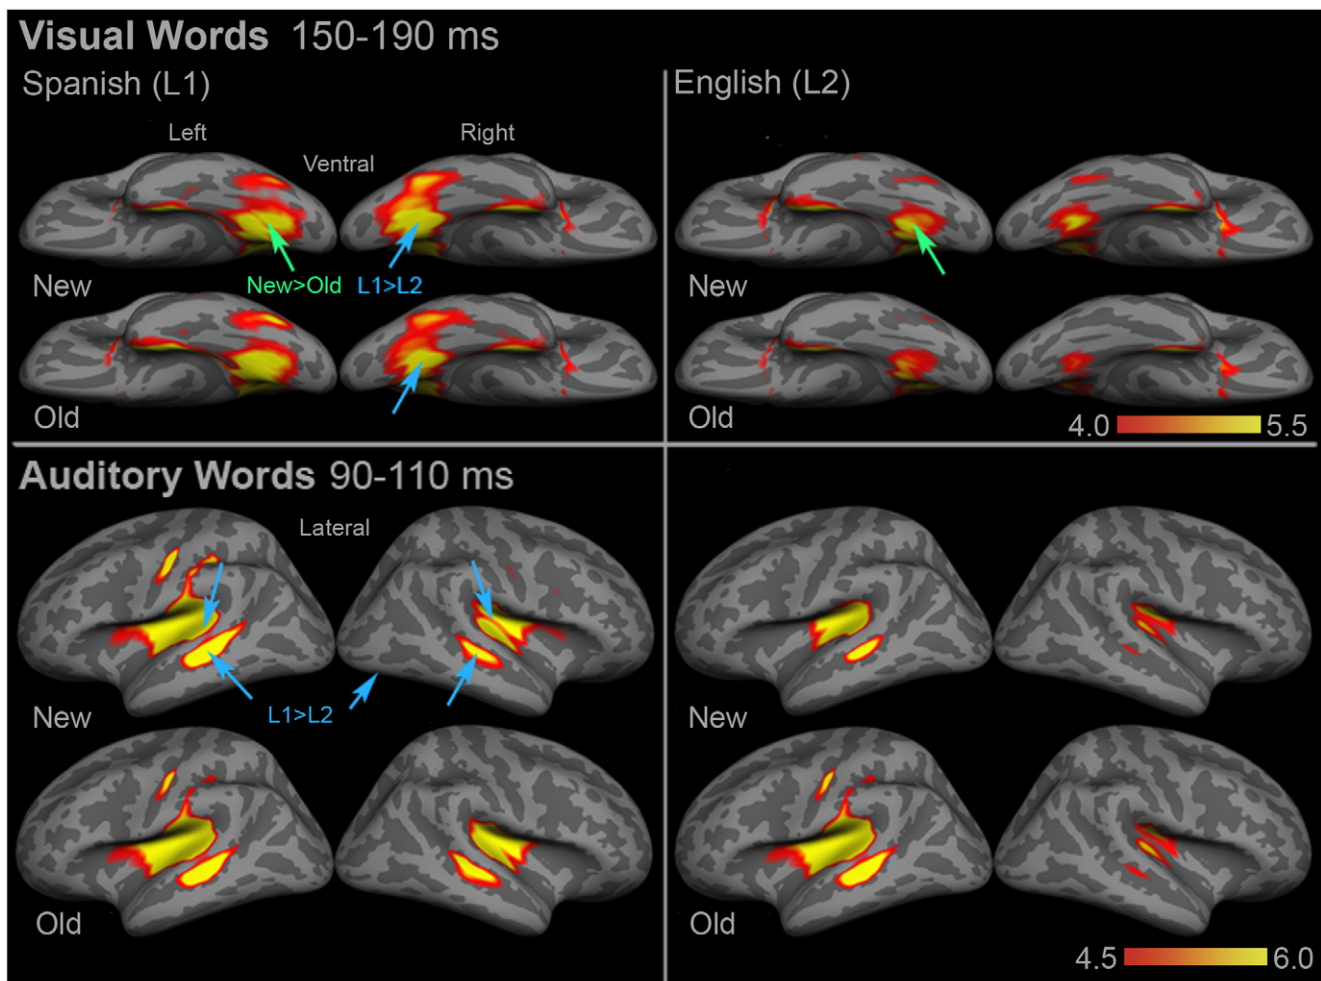 Visual Words 150-190 ms
Spanish (L1)
English (L2)
Left
Right
Ventral
New
New>Old
L1>L2
New
Old
Old
4.0
5.5
Auditory Words 90-110 ms
Lateral
New
L1>L2
New
Old
Old
4.5
6.0